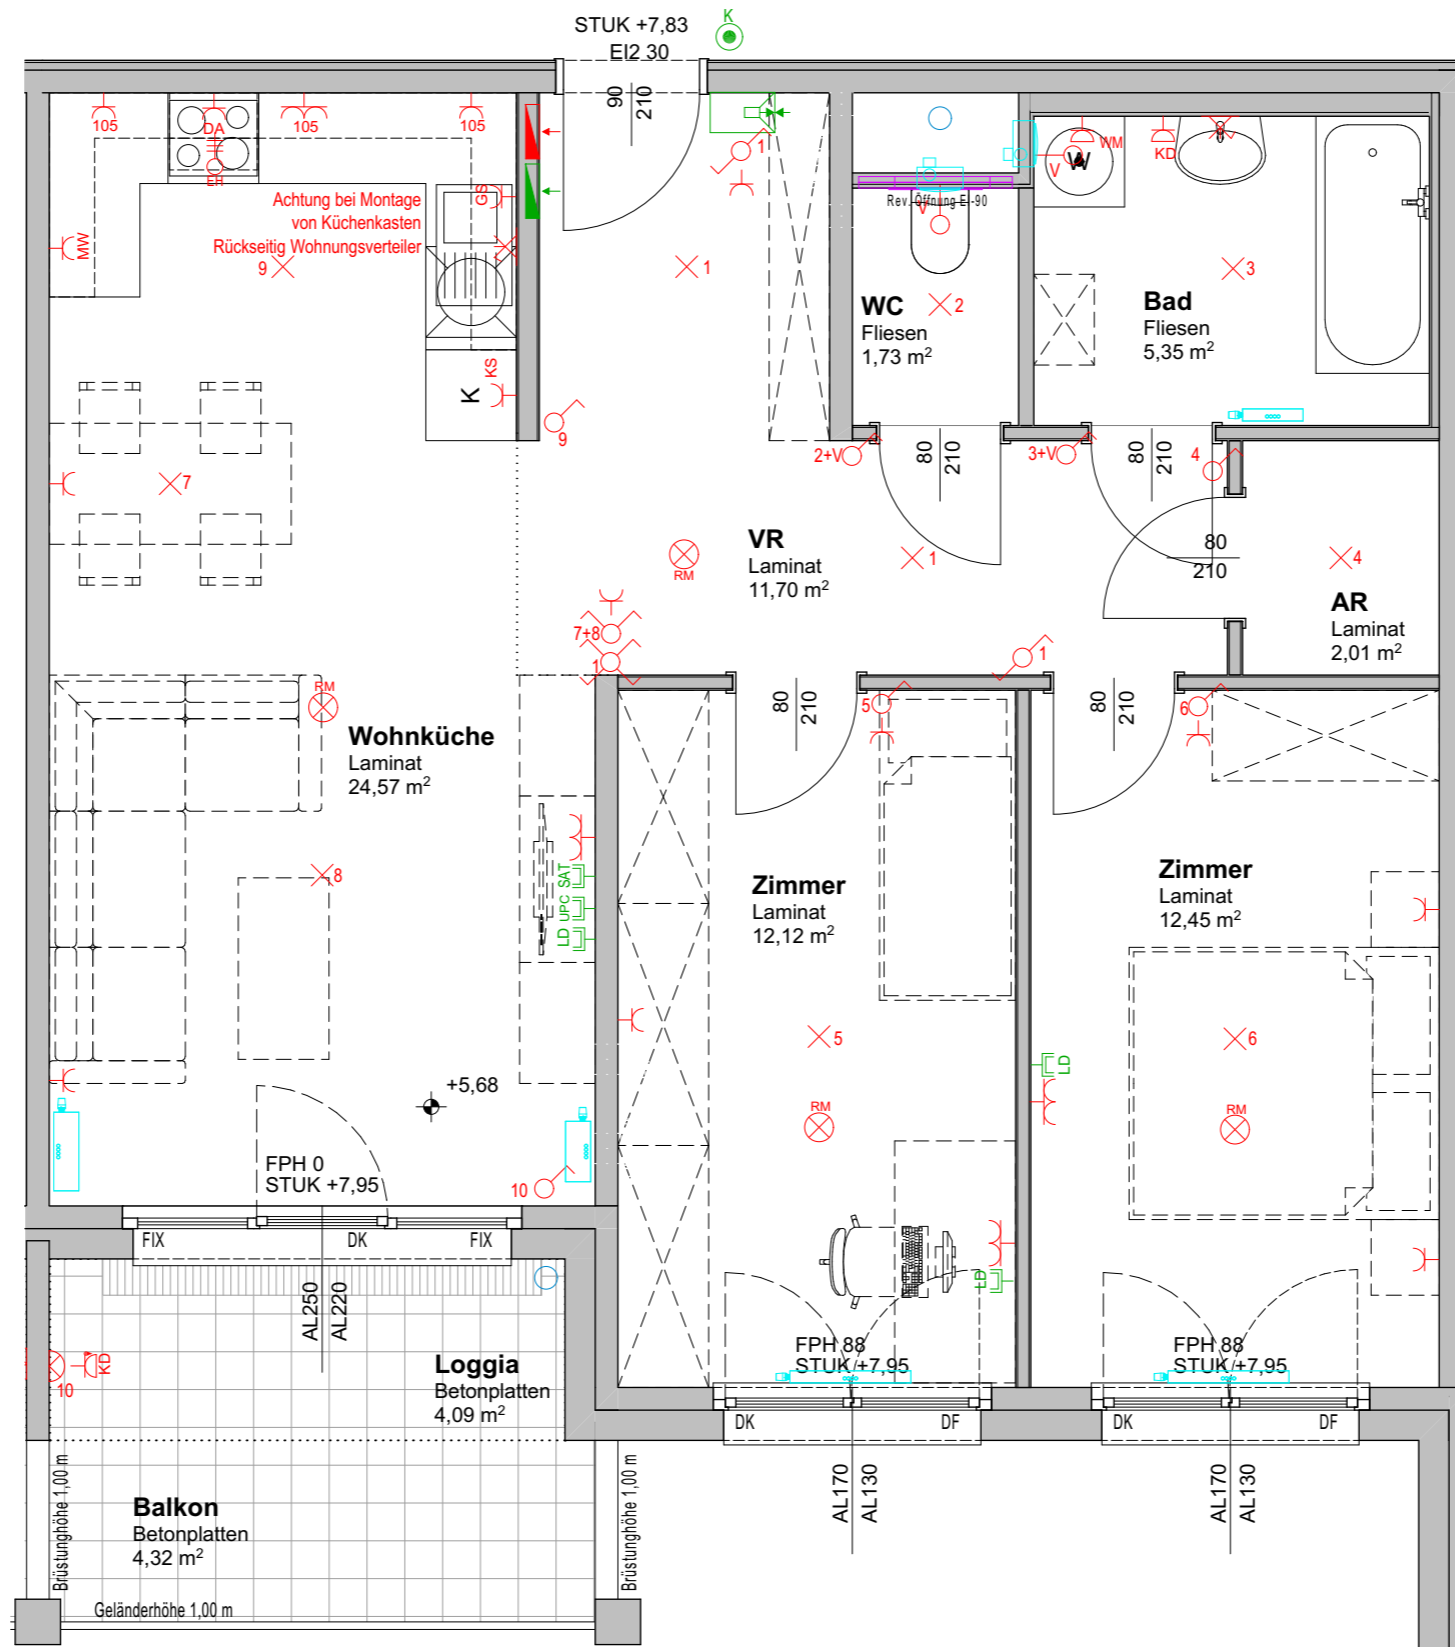 K
STUK +7,83
EI2 30
90
210
105
DA
105
105
EH
GS
Achtung bei Montage
von Küchenkasten
Rückseitig Wohnungsverteiler
MW
9
1
1
V
Rev. Öffnung EI-90
V
W
WM
KD
2
3
WC
Fliesen
1,73 m²
Bad
Fliesen
5,35 m²
K
KS
9
7
2+V
80
210
3+V
80
210
4
VR
Laminat
11,70 m²
RM
1
80
210
4
AR
Laminat
2,01 m²
7+8
1
1
RM
Wohnküche
Laminat
24,57 m²
80
210
5
80
210
6
8
SAT
UPC
LD
Zimmer
Laminat
12,12 m²
Zimmer
Laminat
12,45 m²
5
6
LD
RM
RM
+5,68
FPH 0
STUK +7,95
10
FIX
DK
FIX
AL250
AL220
LD
FPH 88
STUK +7,95
FPH 88
STUK +7,95
KD
10
Loggia
Betonplatten
4,09 m²
DK
DF
DK
DF
AL170
AL130
AL170
AL130
Brüstunghöhe 1,00 m
Brüstunghöhe 1,00 m
Balkon
Betonplatten
4,32 m²
Geländerhöhe 1,00 m